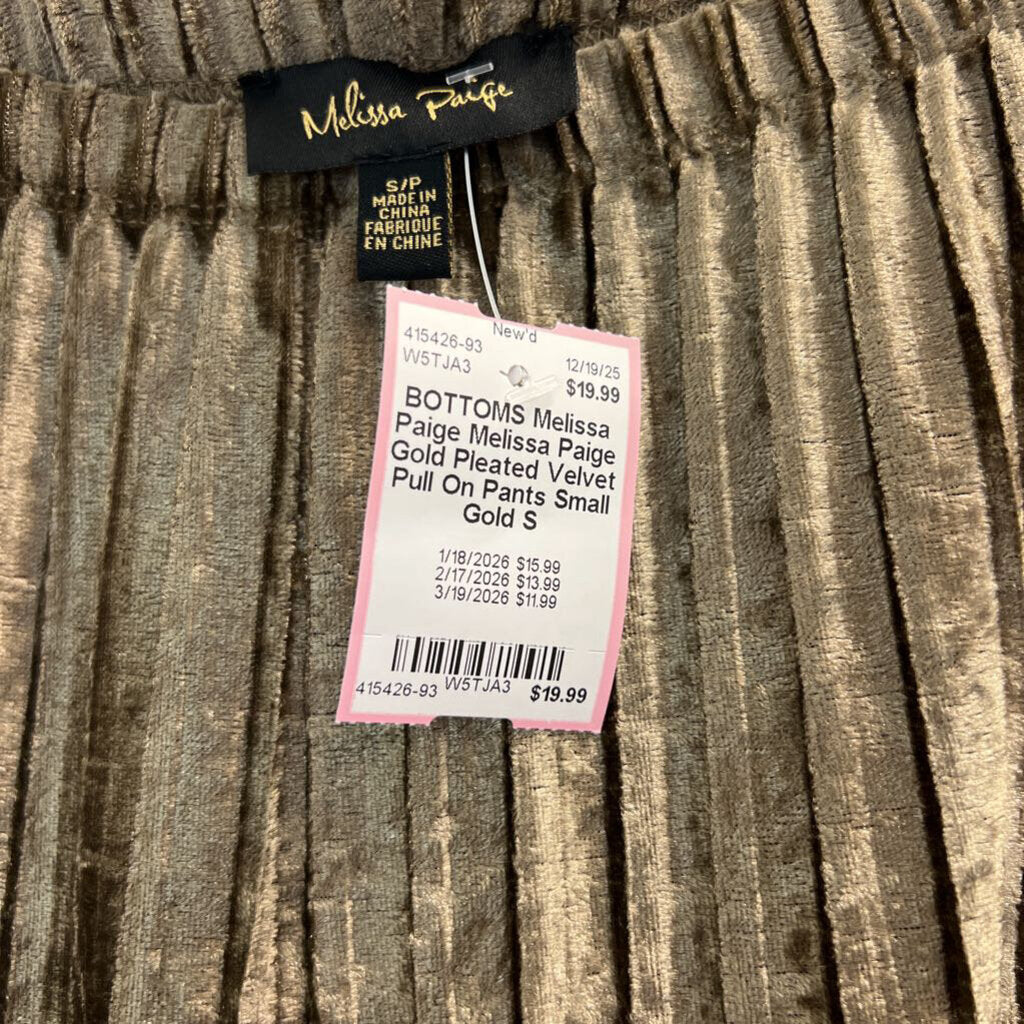 Melissa Paige
S/P
MADE IN
CHINA
FABRIQUE
EN CHINE
New'd
415426-93
W5TJA3
12/19/25
$19.99
BOTTOMS Melissa
Paige Melissa Paige
Gold Pleated Velvet
Pull On Pants Small
Gold S
1/18/2026 $15.99
2/17/2026 $13.99
3/19/2026 $11.99
415426-93 W5TJA3 $19.99